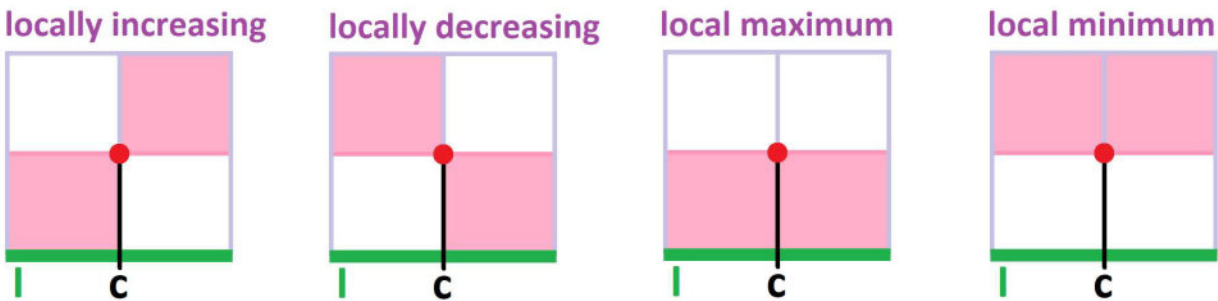 locally increasing
locally decreasing
local maximum
local minimum
I c
I c
I c
I c